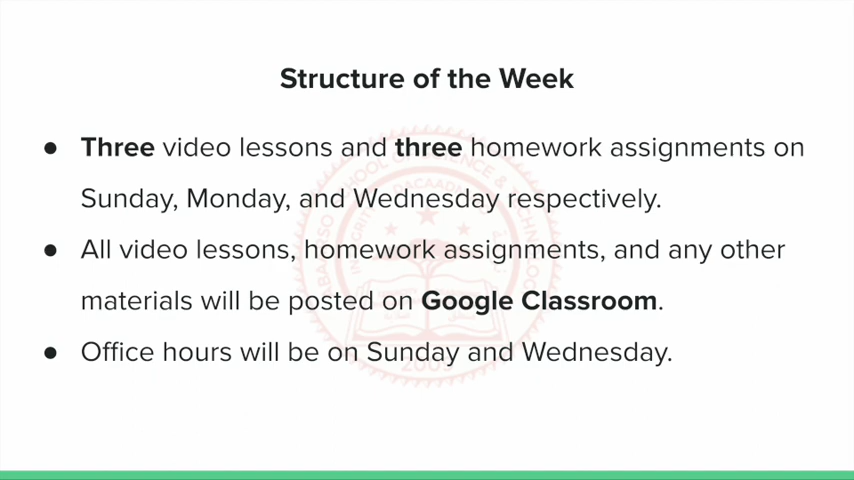 Structure of the Week
● Three video lessons and three homework assignments on
Sunday, Monday, and Wednesday respectively.
● All video lessons, homework assignments, and any other
materials will be posted on Google Classroom.
● Office hours will be on Sunday and Wednesday.
2009